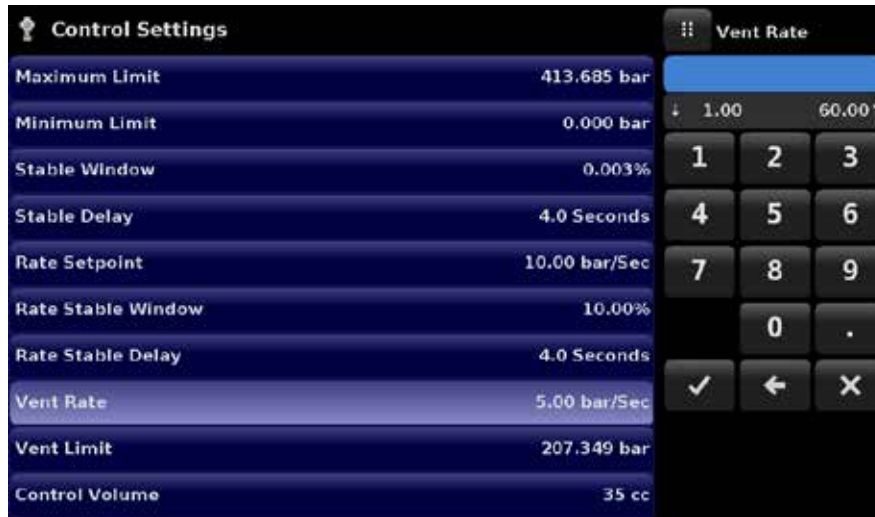 Control Settings
Maximum Limit 413.685 bar
Minimum Limit 0.000 bar
Stable Window 0.003%
Stable Delay 4.0 Seconds
Rate Setpoint 10.00 bar/Sec
Rate Stable Window 10.00%
Rate Stable Delay 4.0 Seconds
Vent Rate 5.00 bar/Sec
Vent Limit 207.349 bar
Control Volume 35 cc
Vent Rate
↓ 1.00 60.00
1 2 3
4 5 6
7 8 9
0 .